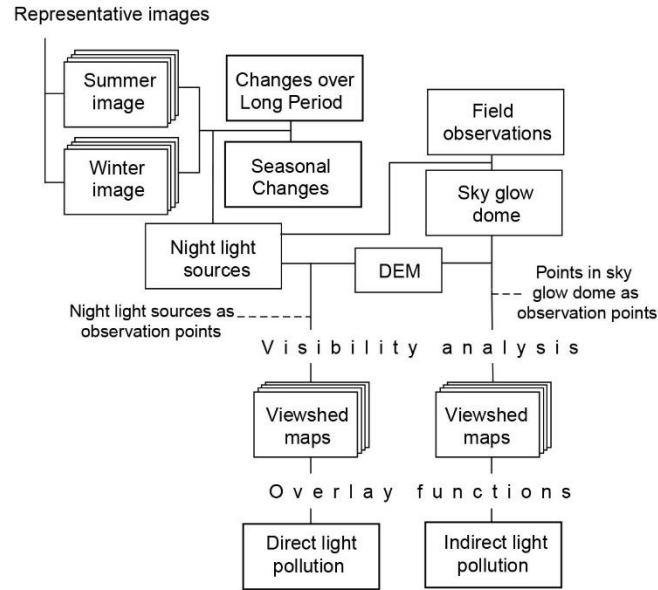 Representative images
Summer
image
Changes over
Long Period
Field
observations
Winter
image
Seasonal
Changes
Sky glow
dome
Night light
sources
DEM
Points in sky
glow dome as
observation points
Night light sources as
observation points
Visibility analysis
Viewshed
maps
Viewshed
maps
Overlay functions
Direct light
pollution
Indirect light
pollution